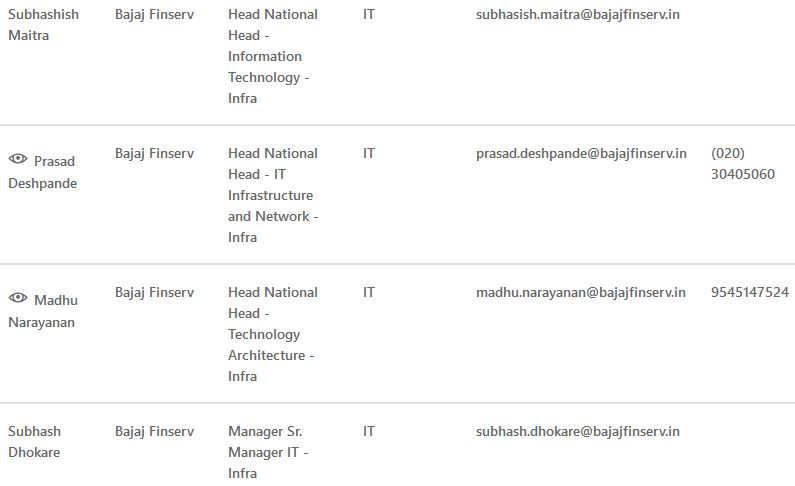 Subhashish Bajaj Finserv Head National IT subhasish.maitra@bajajfinserv.in
Maitra Head -
Information
Technology -
Infra
Prasad Bajaj Finserv Head National IT prasad.deshpande@bajajfinserv.in (020)
Deshpande Head - IT 30405060
Infrastructure
and Network -
Infra
Madhu Bajaj Finserv Head National IT madhu.narayanan@bajajfinserv.in 9545147524
Narayanan Head -
Technology
Architecture -
Infra
Subhash Bajaj Finserv Manager Sr. IT subhash.dhokare@bajajfinserv.in
Dhokare Manager IT -
Infra